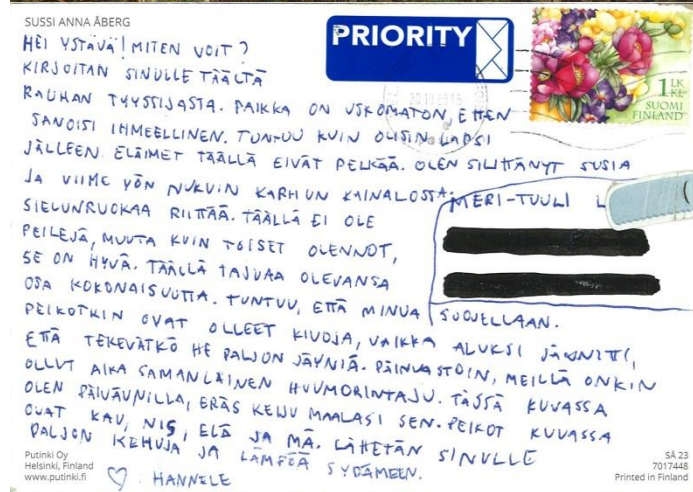 SUSSI ANNA ÅBERG
PRIORITY
1 LK
KL
SUOMI
FINLAND
HEI YSTÄVÄ! MITEN VOIT?
KIRJOITAN SINULLE TÄÄLTÄ
RAUHAN TYYSSIJASTA. PAIKKA ON USKOMATON, EHEN
SANOISI IHMEELLINEN. TUNTUU KUIN OLISIN LAPSI
JÄLLEEN. ELÄIMET TÄÄLLÄ EIVÄT PELKÄÄ. OLEN SILITTÄNYT SUSIA
JA VIIME YÖN NUKUIN KARHUN KAINALOSSA.
SIELUNRUOKAA RIITTÄÄ. TÄÄLLÄ EI OLE
PEILEJÄ, MUUTA KUIN TOISET OLENNOT,
SE ON HYVÄ. TÄÄLLÄ TAJUAA OLEVANSA
OSA KOKONAISUUTTA. TUNTUU, ETTÄ MINUA SUOJELLAAN.
PEIKOTKIN OVAT OLLEET KIVOJA, VAIKKA ALUKSI JÄNNITTI,
ETTÄ TEKEVÄTKÖ HE PALJON JÄYNIÄ. PÄINVASTOIN, MEILLÄ ONKIN
OLLUT AIKA SAMANLAINEN HUUMORINTAJU. TÄSSÄ KUVASSA
OLEN PÄIVÄUNILLA, ERÄS KEIJU MAALASI SEN. PEIKOT KUVASSA
OVAT KAU, NIS, ELÄ JA MÄ. LÄHETÄN SINULLE
PALJON KEHUJA JA LÄMPÖÄ SYDÄMEEN.
♡ HANNELE
MERI-TUULI L
Putinki Oy
Helsinki, Finland
www.putinki.fi
SÅ 23
7017448
Printed in Finland